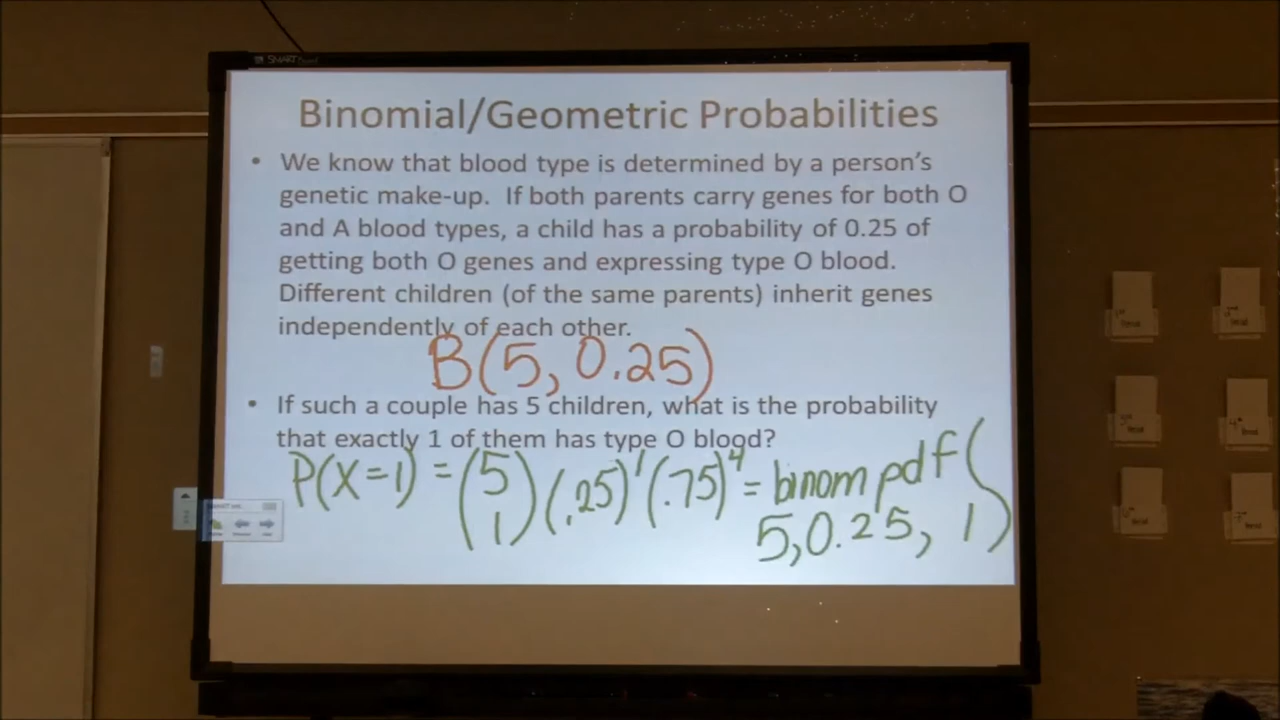 SMART Board
Binomial/Geometric Probabilities
• We know that blood type is determined by a person's
genetic make-up. If both parents carry genes for both O
and A blood types, a child has a probability of 0.25 of
getting both O genes and expressing type O blood.
Different children (of the same parents) inherit genes
independently of each other.
B(5, 0.25)
• If such a couple has 5 children, what is the probability
that exactly 1 of them has type O blood?
P(X=1) = (5 1) (.25)^1 (.75)^4 = binom pdf(
5, 0.25, 1)